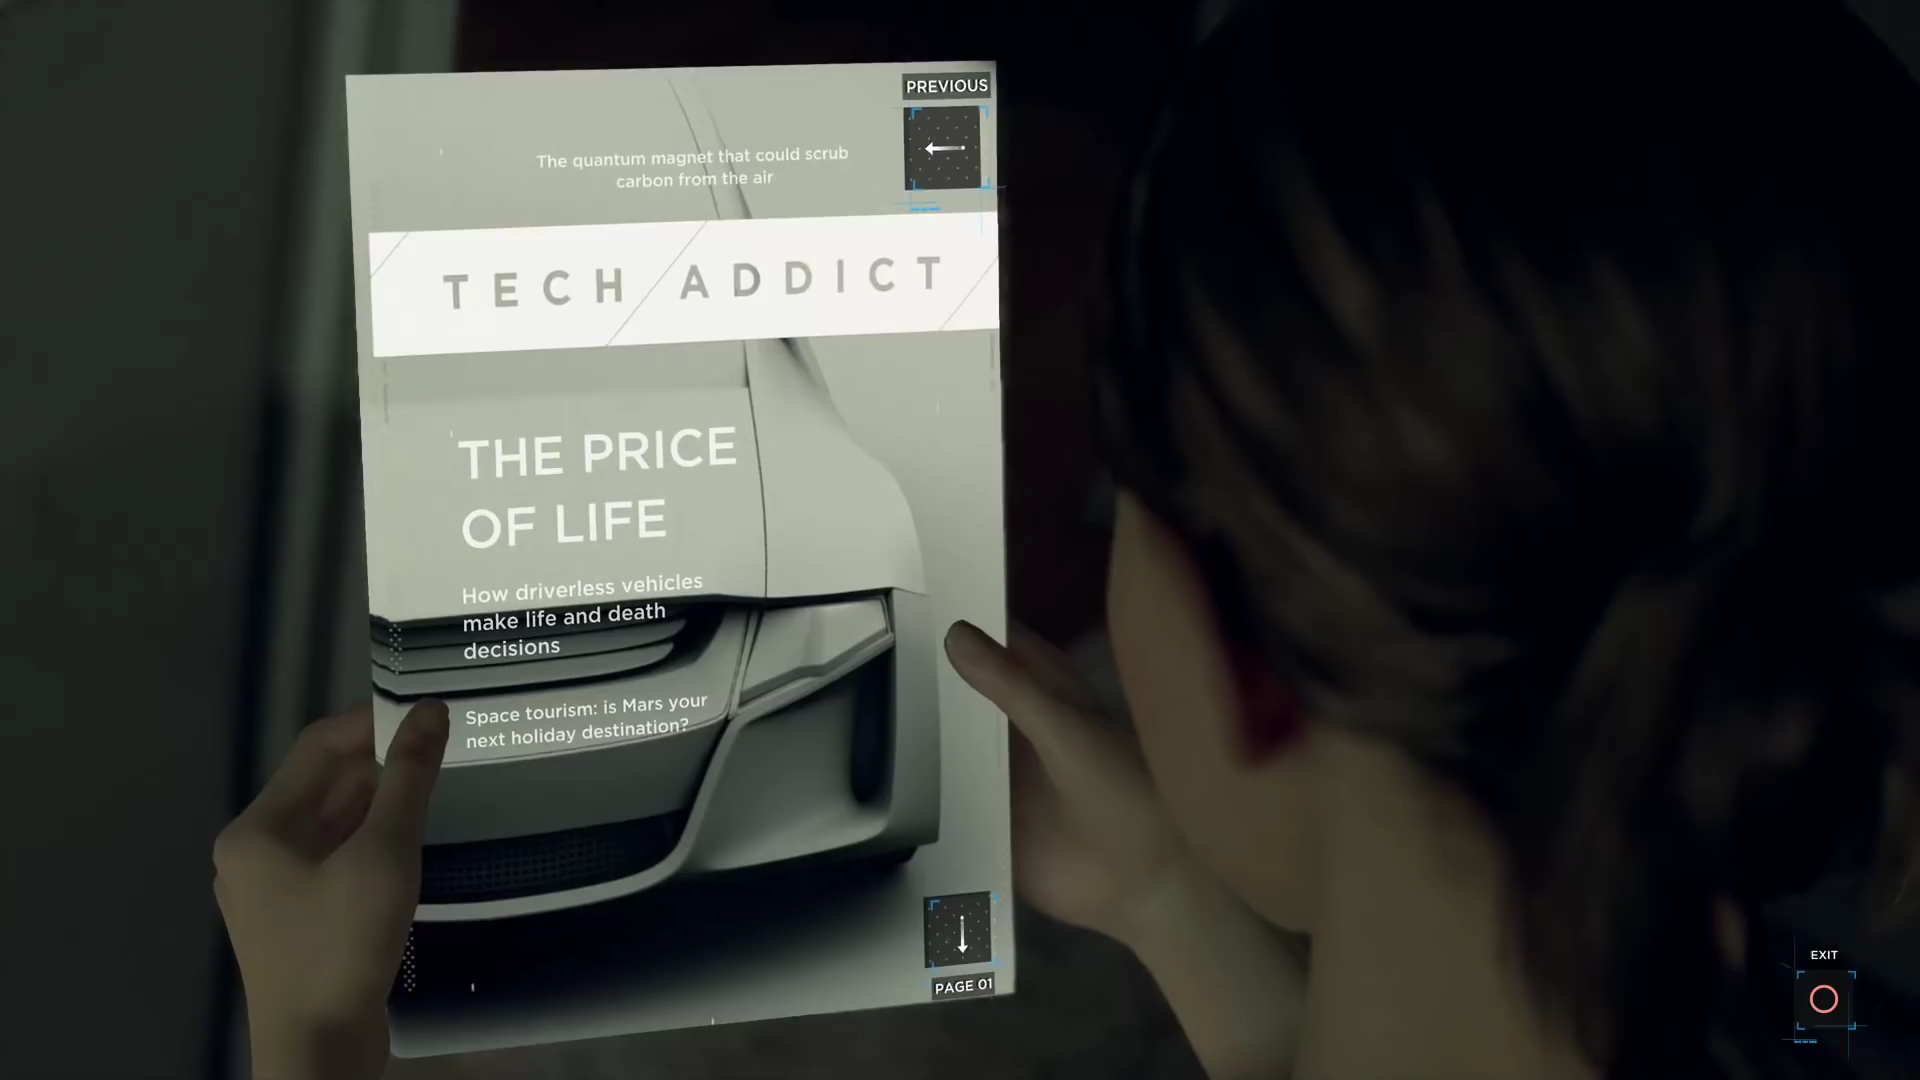 PREVIOUS
The quantum magnet that could scrub
carbon from the air
TECH ADDICT
THE PRICE
OF LIFE
How driverless vehicles
make life and death
decisions
Space tourism: is Mars your
next holiday destination?
PAGE 01
EXIT